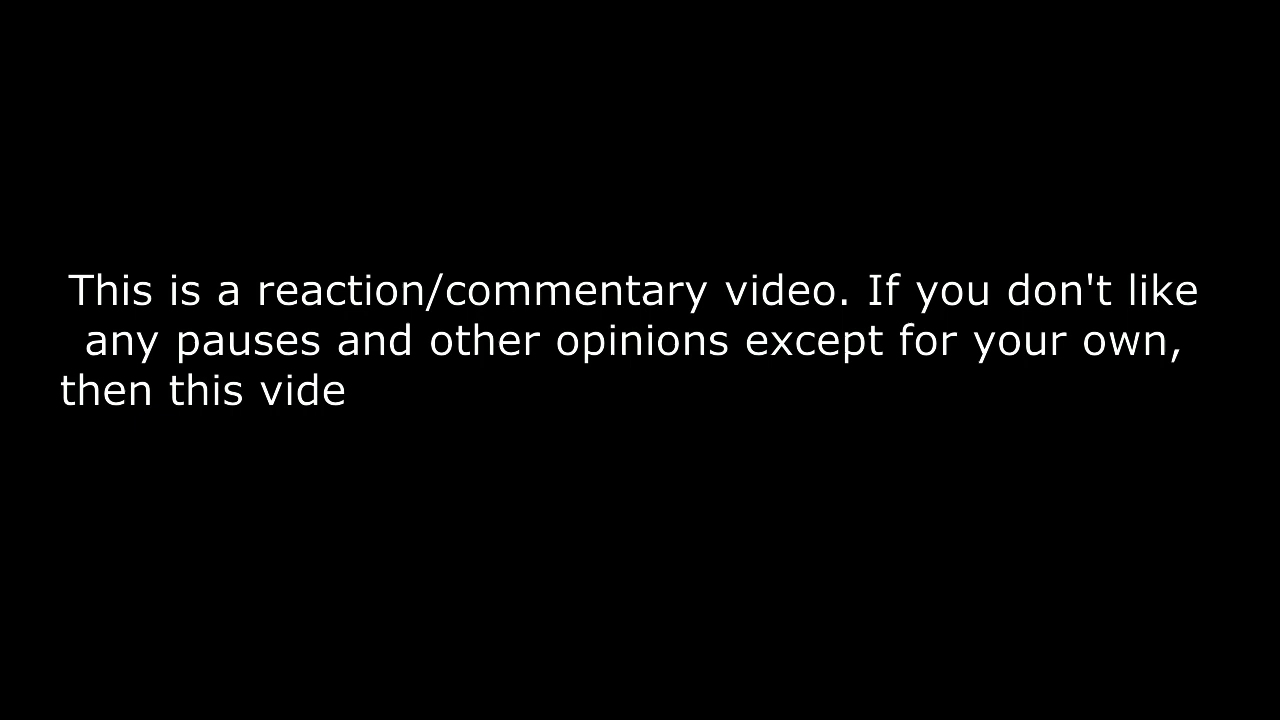 This is a reaction/commentary video. If you don't like
any pauses and other opinions except for your own,
then this vide